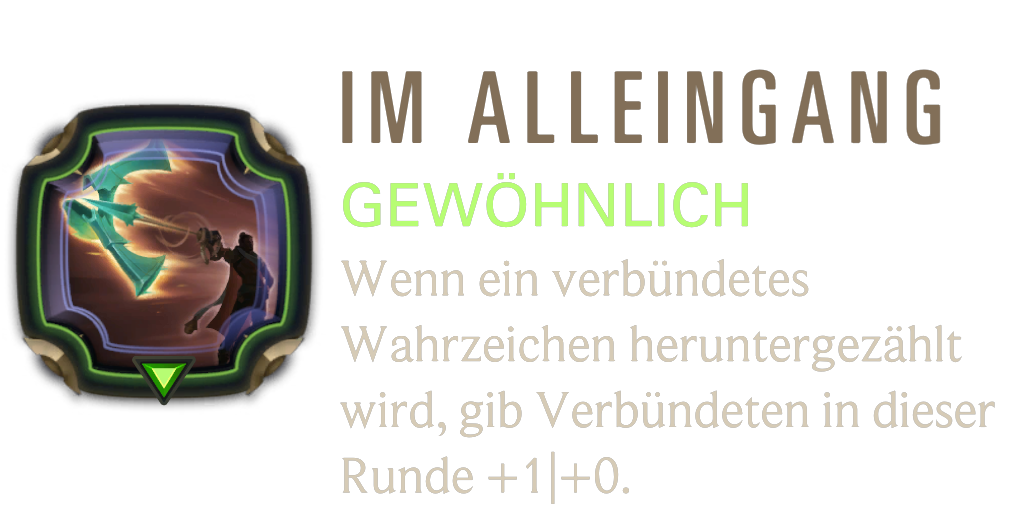 IM ALLEINGANG
GEWÖHNLICH
Wenn ein verbündetes
Wahrzeichen heruntergezählt
wird, gib Verbündeten in dieser
Runde +1|+0.